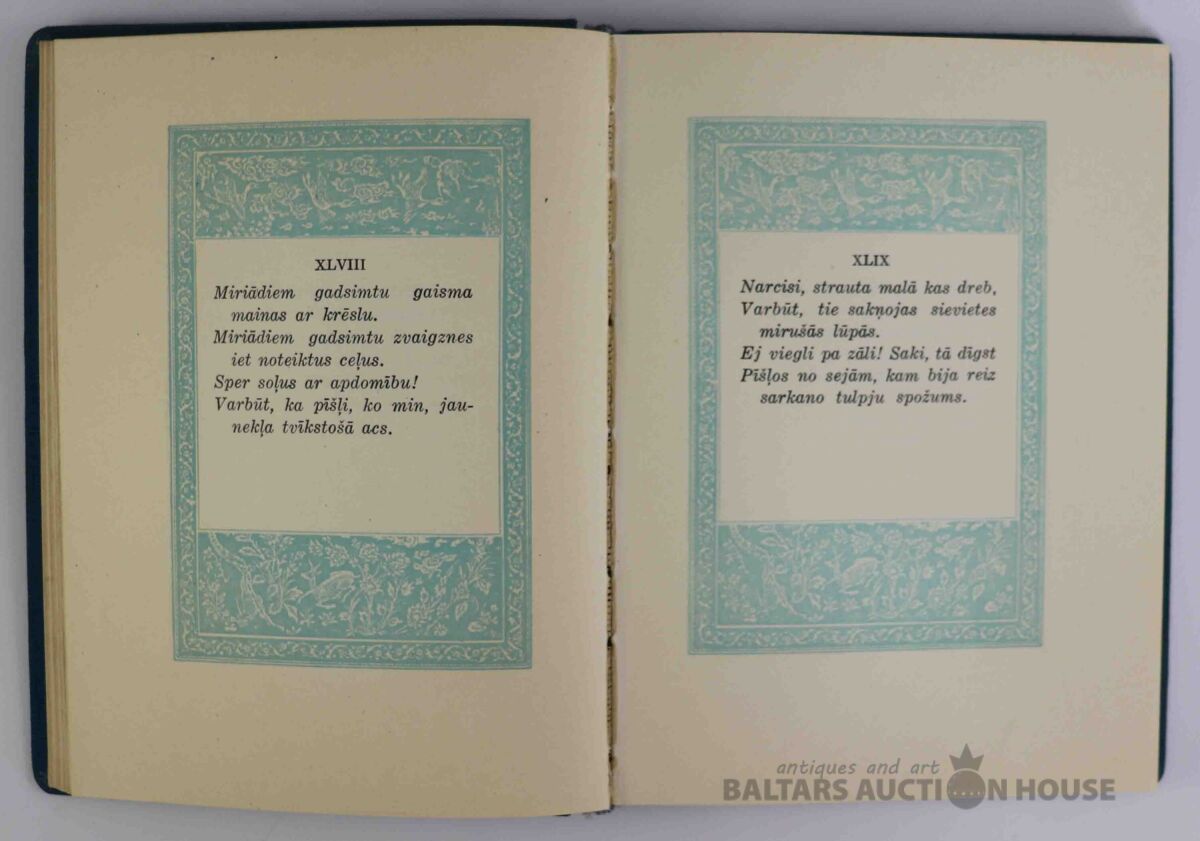 XLVIII
Miriādiem gadsimtu gaisma
mainas ar krēslu.
Miriādiem gadsimtu zvaigznes
iet noteiktus ceļus.
Sper soļus ar apdomību!
Varbūt, ka pīšļi, ko min, jau-
nekļa tvīkstošā acs.
XLIX
Narcisi, strauta malā kas dreb,
Varbūt, tie sakņojas sievietes
mirušās lūpās.
Ej viegli pa zāli! Saki, tā dīgst
Pīšļos no sejām, kam bija reiz
sarkano tulpju spožums.
antiques and art
BALTARS AUCTION HOUSE